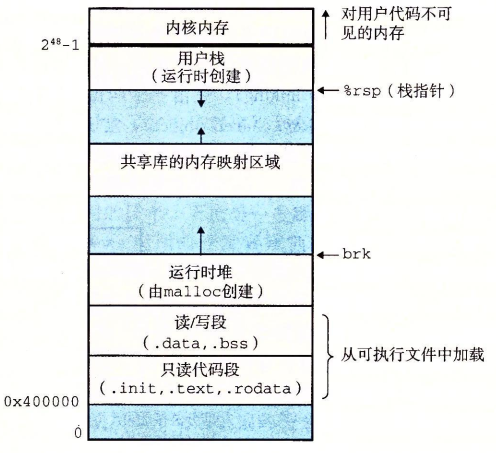 内核内存
对用户代码不可
见的内存
2⁴⁸-1
用户栈
(运行时创建)
%rsp(栈指针)
共享库的内存映射区域
brk
运行时堆
(由malloc创建)
读/写段
(.data,.bss)
从可执行文件中加载
只读代码段
(.init,.text,.rodata)
0x400000
0